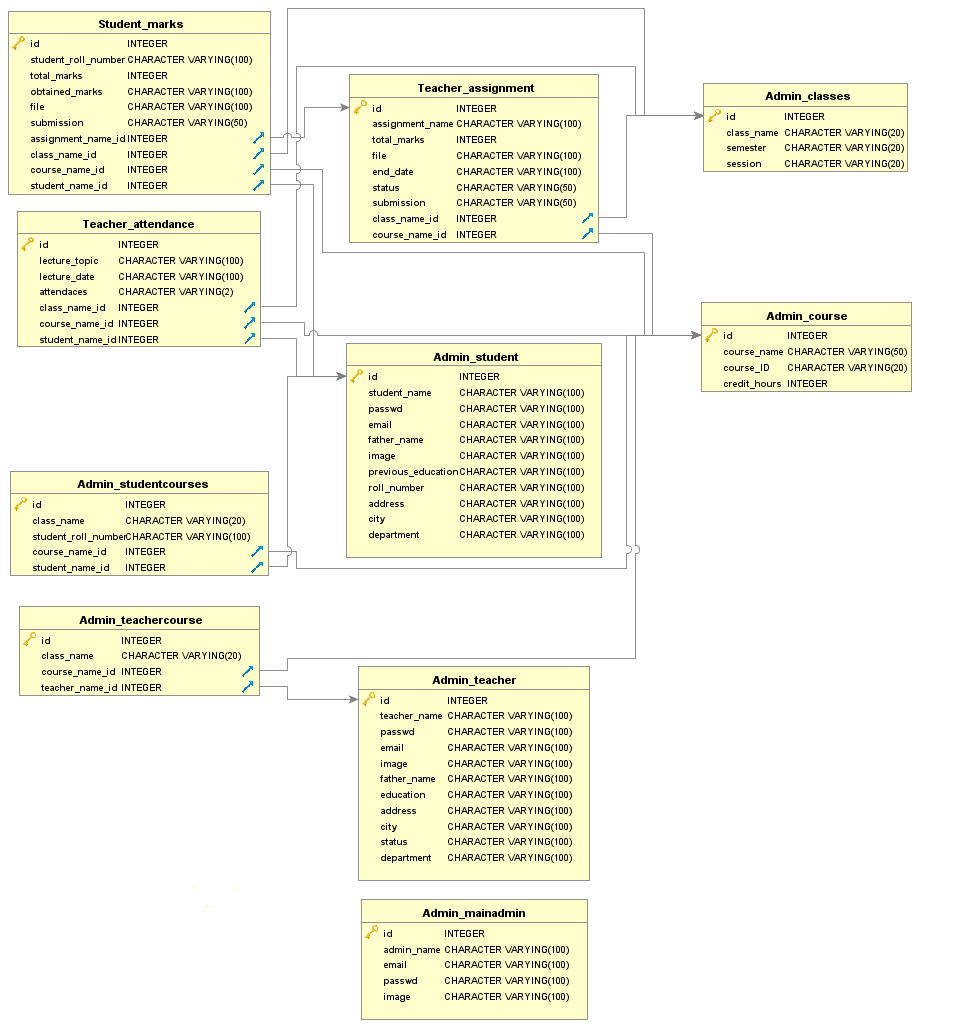 Student_marks
id INTEGER
student_roll_number CHARACTER VARYING(100)
total_marks INTEGER
obtained_marks CHARACTER VARYING(100)
file CHARACTER VARYING(100)
submission CHARACTER VARYING(50)
assignment_name_id INTEGER
class_name_id INTEGER
course_name_id INTEGER
student_name_id INTEGER
Teacher_assignment
id INTEGER
assignment_name CHARACTER VARYING(100)
total_marks INTEGER
file CHARACTER VARYING(100)
end_date CHARACTER VARYING(100)
status CHARACTER VARYING(50)
submission CHARACTER VARYING(50)
class_name_id INTEGER
course_name_id INTEGER
Admin_classes
id INTEGER
class_name CHARACTER VARYING(20)
semester CHARACTER VARYING(20)
session CHARACTER VARYING(20)
Teacher_attendance
id INTEGER
lecture_topic CHARACTER VARYING(100)
lecture_date CHARACTER VARYING(100)
attendaces CHARACTER VARYING(2)
class_name_id INTEGER
course_name_id INTEGER
student_name_id INTEGER
Admin_course
id INTEGER
course_name CHARACTER VARYING(50)
course_ID CHARACTER VARYING(20)
credit_hours INTEGER
Admin_student
id INTEGER
student_name CHARACTER VARYING(100)
passwd CHARACTER VARYING(100)
email CHARACTER VARYING(100)
father_name CHARACTER VARYING(100)
image CHARACTER VARYING(100)
previous_education CHARACTER VARYING(100)
roll_number CHARACTER VARYING(100)
address CHARACTER VARYING(100)
city CHARACTER VARYING(100)
department CHARACTER VARYING(100)
Admin_studentcourses
id INTEGER
class_name CHARACTER VARYING(20)
student_roll_number CHARACTER VARYING(100)
course_name_id INTEGER
student_name_id INTEGER
Admin_teachercourse
id INTEGER
class_name CHARACTER VARYING(20)
course_name_id INTEGER
teacher_name_id INTEGER
Admin_teacher
id INTEGER
teacher_name CHARACTER VARYING(100)
passwd CHARACTER VARYING(100)
email CHARACTER VARYING(100)
image CHARACTER VARYING(100)
father_name CHARACTER VARYING(100)
education CHARACTER VARYING(100)
address CHARACTER VARYING(100)
city CHARACTER VARYING(100)
status CHARACTER VARYING(100)
department CHARACTER VARYING(100)
Admin_mainadmin
id INTEGER
admin_name CHARACTER VARYING(100)
email CHARACTER VARYING(100)
passwd CHARACTER VARYING(100)
image CHARACTER VARYING(100)